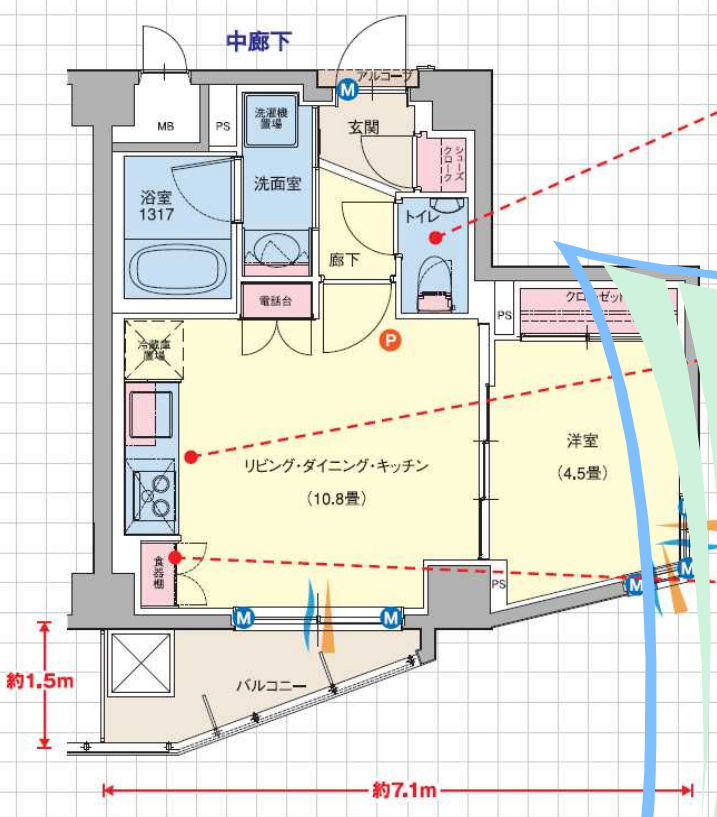 中廊下
アルコーブ
M
洗濯機
置場
玄関
MB
PS
シューズ
クローク
洗面室
浴室
1317
トイレ
廊下
電話台
クローゼット
PS
冷蔵庫
置場
P
洋室
(4.5畳)
リビング・ダイニング・キッチン
(10.8畳)
食器棚
PS
M
M
M
M
約1.5m
バルコニー
約7.1m